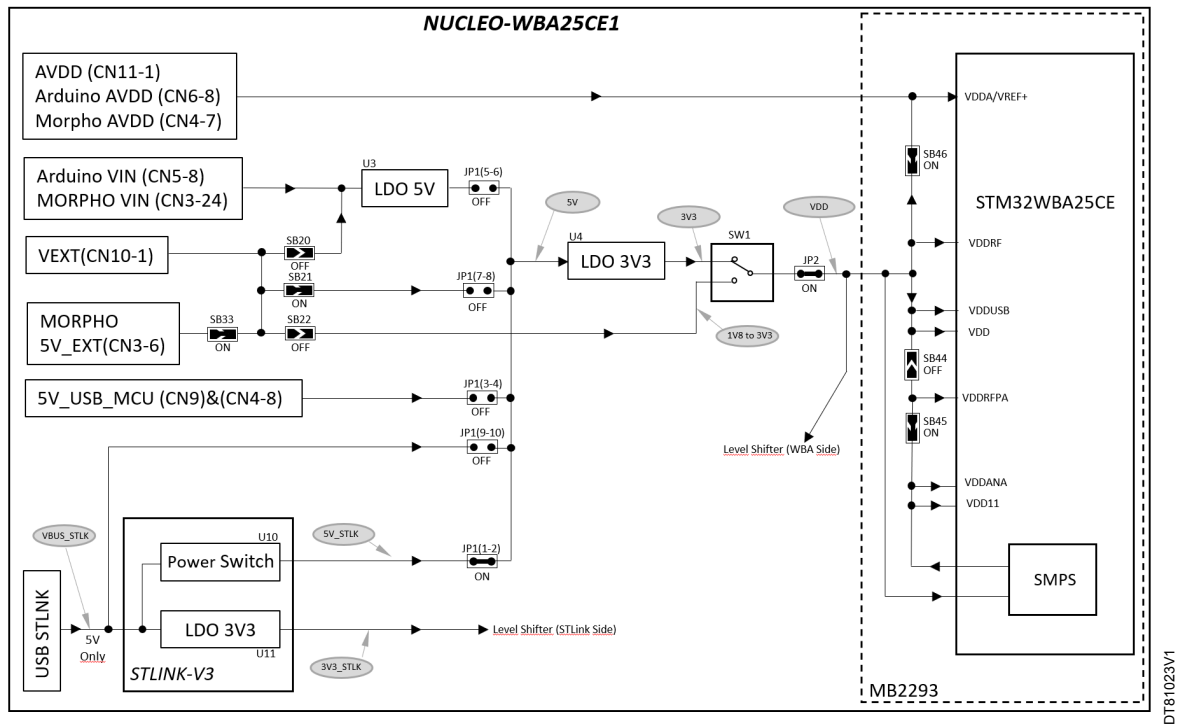 NUCLEO-WBA25CE1
AVDD (CN11-1)
Arduino AVDD (CN6-8)
Morpho AVDD (CN4-7)
VDDA/VREF+
SB46
ON
U3
Arduino VIN (CN5-8)
MORPHO VIN (CN3-24)
LDO 5V
JP1(5-6)
OFF
5V
VDD
STM32WBA25CE
3V3
SW1
U4
VEXT(CN10-1)
SB20
OFF
VDDRF
LDO 3V3
JP2
ON
SB21
ON
JP1(7-8)
OFF
MORPHO
5V_EXT(CN3-6)
SB33
ON
SB22
OFF
1V8 to 3V3
VDDUSB
VDD
SB44
OFF
5V_USB_MCU (CN9)&(CN4-8)
JP1(3-4)
OFF
VDDRFPA
JP1(9-10)
OFF
SB45
ON
Level Shifter (WBA Side)
VDDANA
VDD11
VBUS_STLK
U10
Power Switch
5V_STLK
JP1(1-2)
ON
SMPS
USB STLNK
5V
Only
LDO 3V3
U11
Level Shifter (STLink Side)
STLINK-V3
3V3_STLK
MB2293
DT81023V1